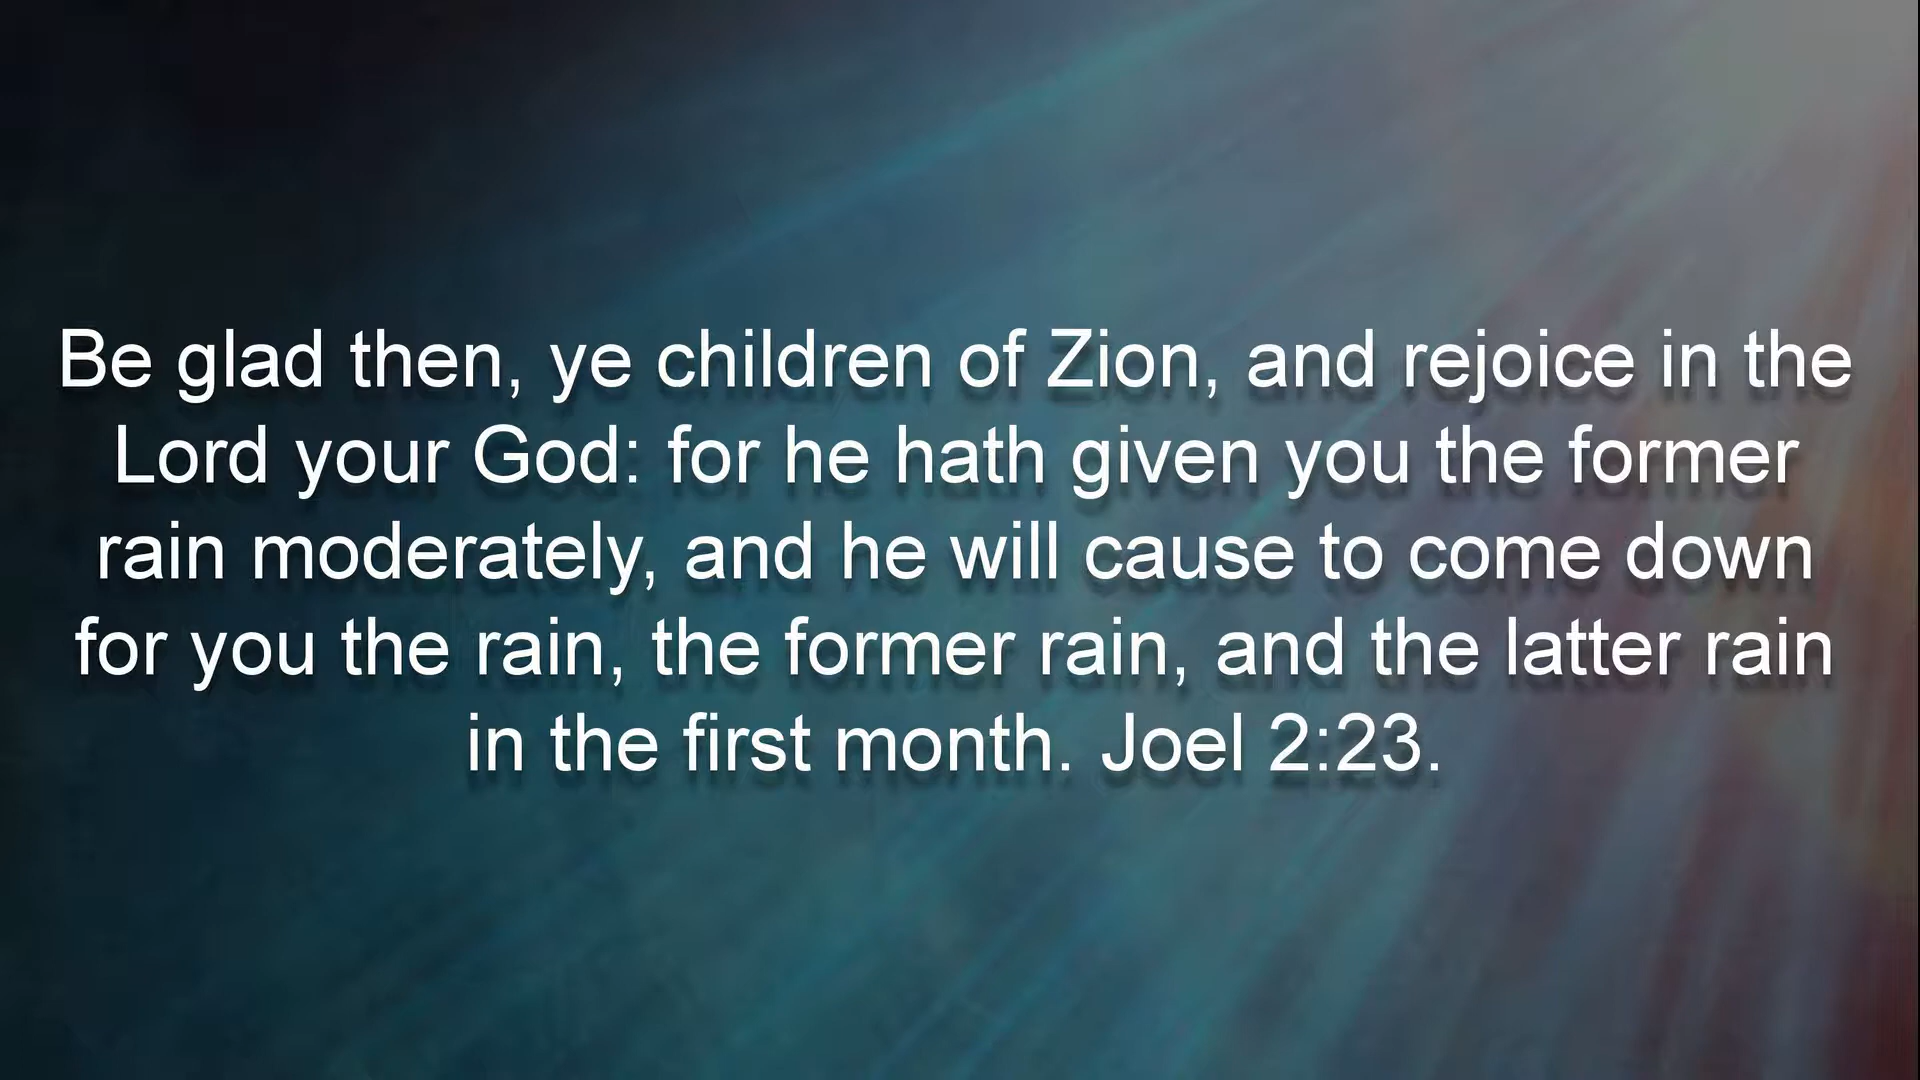 Be glad then, ye children of Zion, and rejoice in the
Lord your God: for he hath given you the former
rain moderately, and he will cause to come down
for you the rain, the former rain, and the latter rain
in the first month. Joel 2:23.